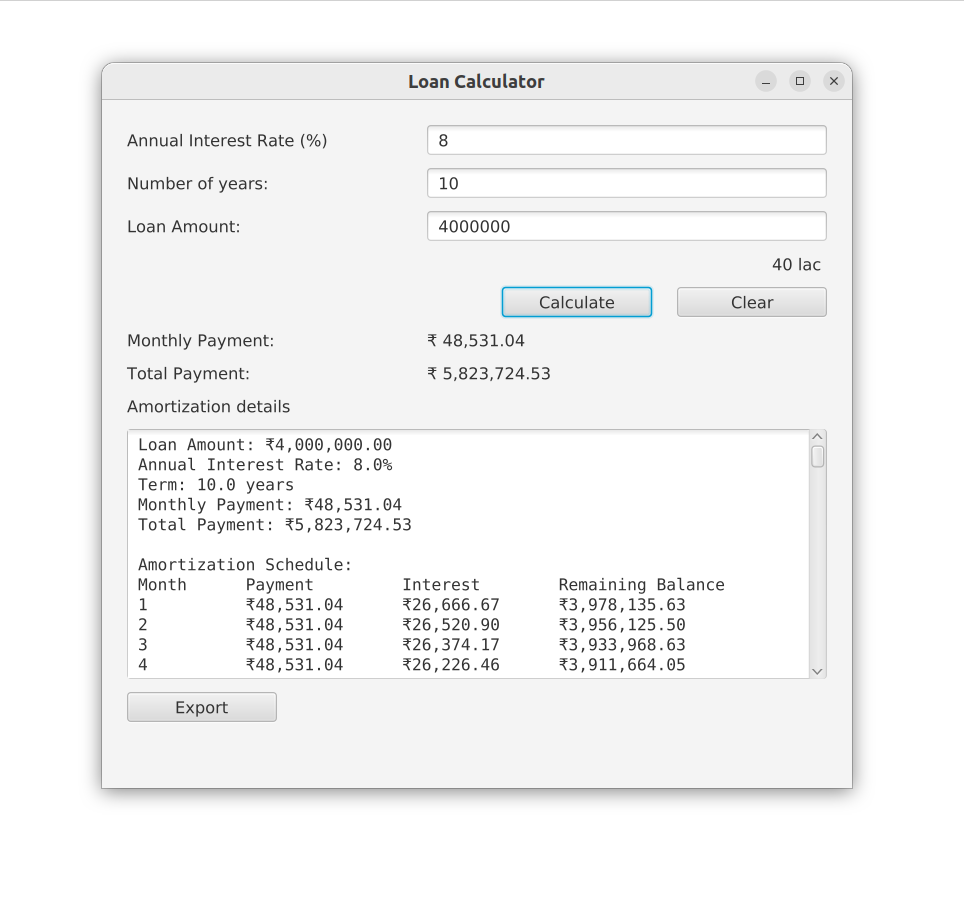 Loan Calculator
Annual Interest Rate (%) 8
Number of years: 10
Loan Amount: 4000000
40 lac
Calculate Clear
Monthly Payment: ₹ 48,531.04
Total Payment: ₹ 5,823,724.53
Amortization details
Loan Amount: ₹4,000,000.00
Annual Interest Rate: 8.0%
Term: 10.0 years
Monthly Payment: ₹48,531.04
Total Payment: ₹5,823,724.53
Amortization Schedule:
Month Payment Interest Remaining Balance
1 ₹48,531.04 ₹26,666.67 ₹3,978,135.63
2 ₹48,531.04 ₹26,520.90 ₹3,956,125.50
3 ₹48,531.04 ₹26,374.17 ₹3,933,968.63
4 ₹48,531.04 ₹26,226.46 ₹3,911,664.05
Export